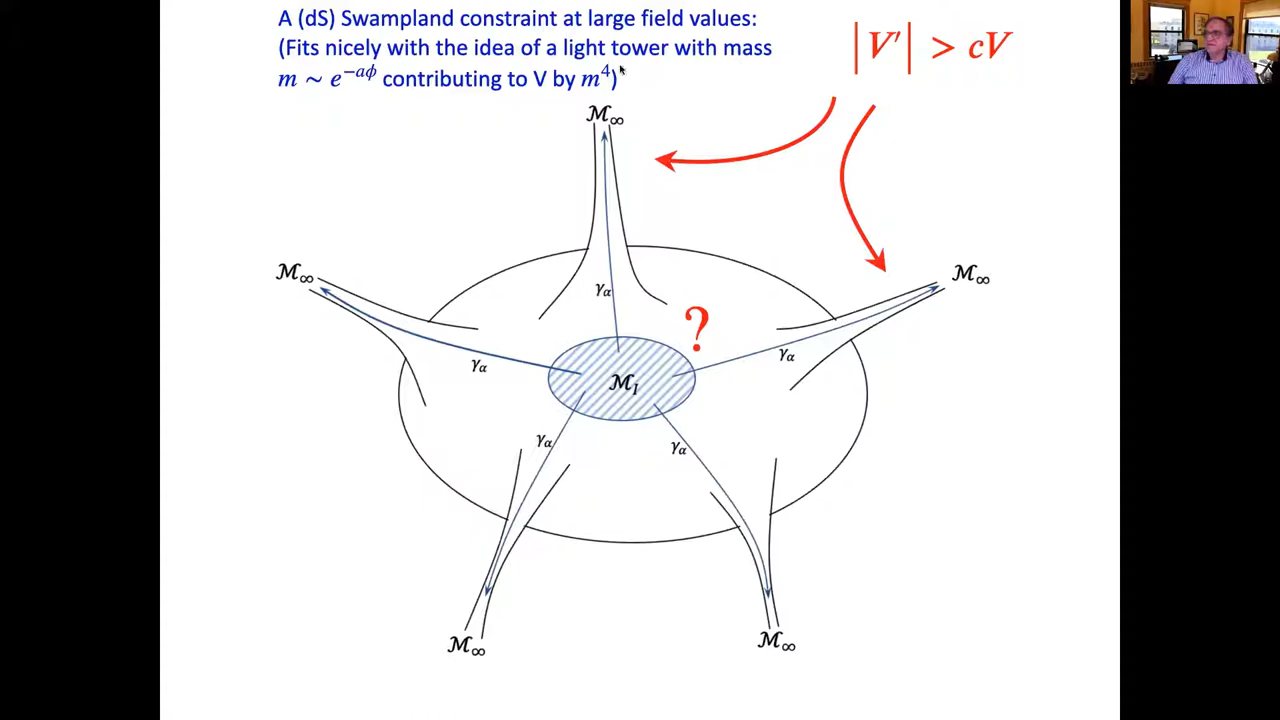 A (dS) Swampland constraint at large field values:
(Fits nicely with the idea of a light tower with mass
m ∼ e^{−aϕ} contributing to V by m⁴)
|V′| > cV
ℳ∞
ℳ∞
ℳ∞
γα
?
γα
γα
ℳ_I
γα
γα
ℳ∞
ℳ∞